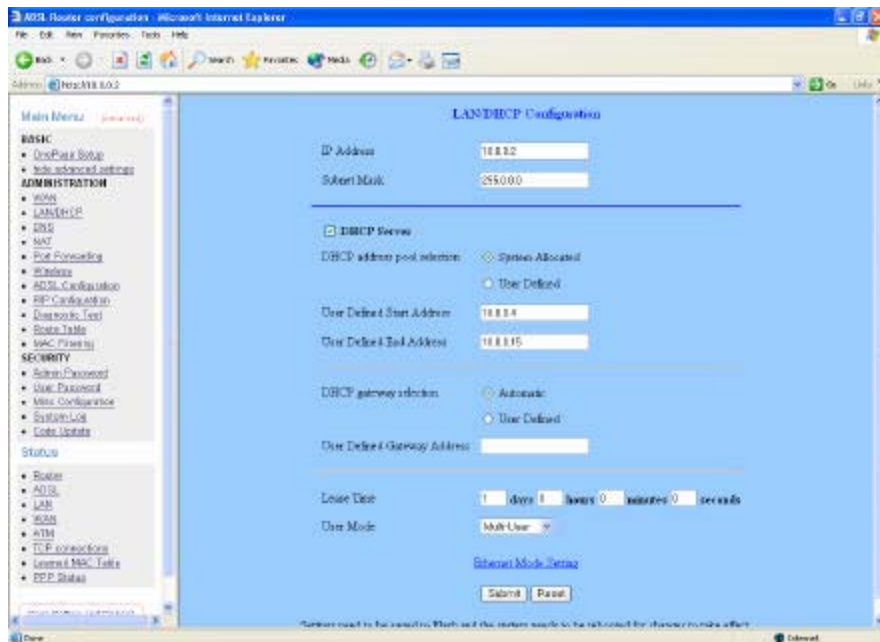 ADSL Router configuration - Microsoft Internet Explorer
File Edit View Favorites Tools Help
Back Search Favorites Media
Address http://10.0.0.2 Go Links
Main Menu
BASIC
OnePage Setup
hide advanced settings
ADMINISTRATION
WAN
LAN/DHCP
DNS
NAT
Port Forwarding
Wireless
ADSL Configuration
RIP Configuration
Diagnostic Test
Route Table
MAC Filtering
SECURITY
Admin Password
User Password
Misc Configuration
System Log
Code Update
Status
Router
ADSL
LAN
WAN
ATM
TCP connections
Learned MAC Table
PPP Status
LAN/DHCP Configuration
IP Address 10.0.0.2
Subnet Mask 255.0.0.0
DHCP Server
DHCP address pool selection System Allocated
User Defined
User Defined Start Address 10.0.0.4
User Defined End Address 10.0.0.15
DHCP gateway selection Automatic
User Defined
User Defined Gateway Address
Lease Time 1 days 0 hours 0 minutes 0 seconds
User Mode Multi-User
Ethernet Mode Setting
Submit Reset
Settings need to be saved to Flash and the system needs to be rebooted for changes to take effect
Done Internet